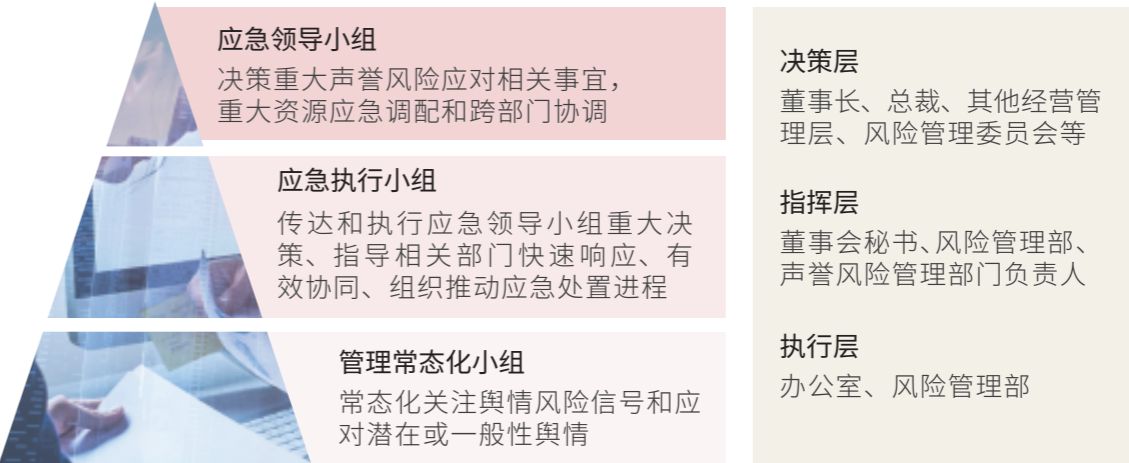 应急领导小组
决策重大声誉风险应对相关事宜，
重大资源应急调配和跨部门协调
应急执行小组
传达和执行应急领导小组重大决
策、指导相关部门快速响应、有
效协同、组织推动应急处置进程
管理常态化小组
常态化关注舆情风险信号和应
对潜在或一般性舆情
决策层
董事长、总裁、其他经营管
理层、风险管理委员会等
指挥层
董事会秘书、风险管理部、
声誉风险管理部门负责人
执行层
办公室、风险管理部